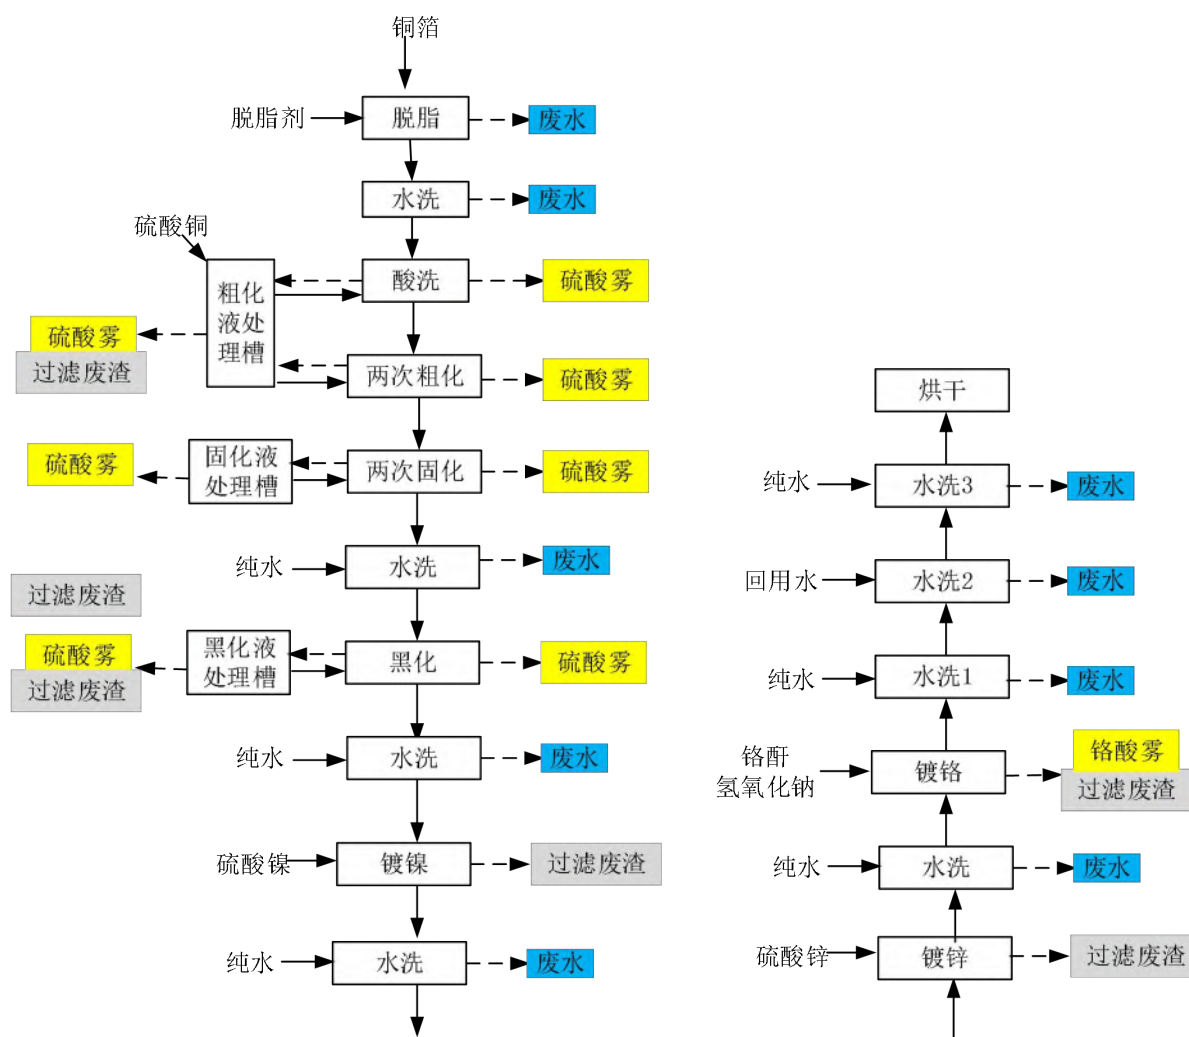 铜箔
脱脂剂
脱脂
废水
水洗
废水
硫酸铜
粗化
液处
理槽
酸洗
硫酸雾
硫酸雾
过滤废渣
两次粗化
硫酸雾
硫酸雾
固化液
处理槽
两次固化
硫酸雾
纯水
水洗
废水
过滤废渣
硫酸雾
过滤废渣
黑化液
处理槽
黑化
硫酸雾
纯水
水洗
废水
硫酸镍
镀镍
过滤废渣
纯水
水洗
废水
烘干
纯水
水洗3
废水
回用水
水洗2
废水
纯水
水洗1
废水
铬酐
氢氧化钠
镀铬
铬酸雾
过滤废渣
纯水
水洗
废水
硫酸锌
镀锌
过滤废渣